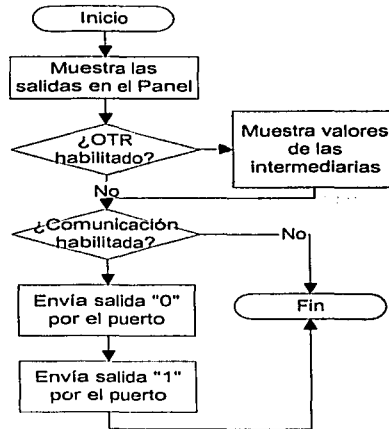 Inicio
Muestra las
salidas en el Panel
¿OTR
habilitado?
Muestra valores
de las
intermediarias
No
¿Comunicación
habilitada?
No
Envía salida "0"
por el puerto
Fin
Envía salida "1"
por el puerto